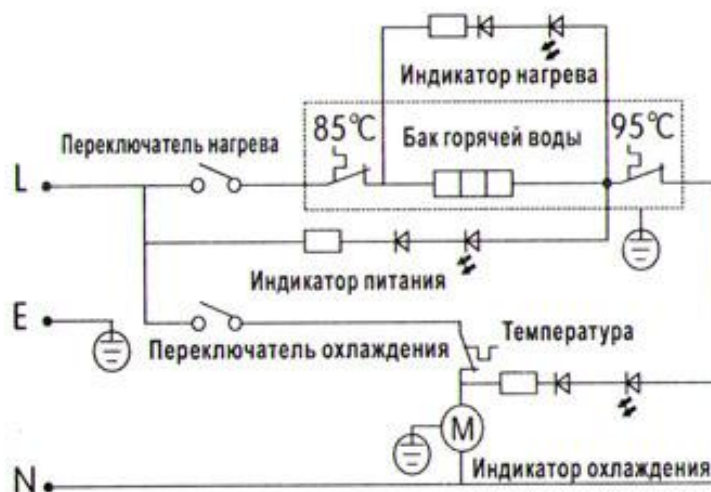 Индикатор нагрева
85°C
Бак горячей воды
95°C
Переключатель нагрева
L
Индикатор питания
E
Переключатель охлаждения
Температура
M
Индикатор охлаждения
N